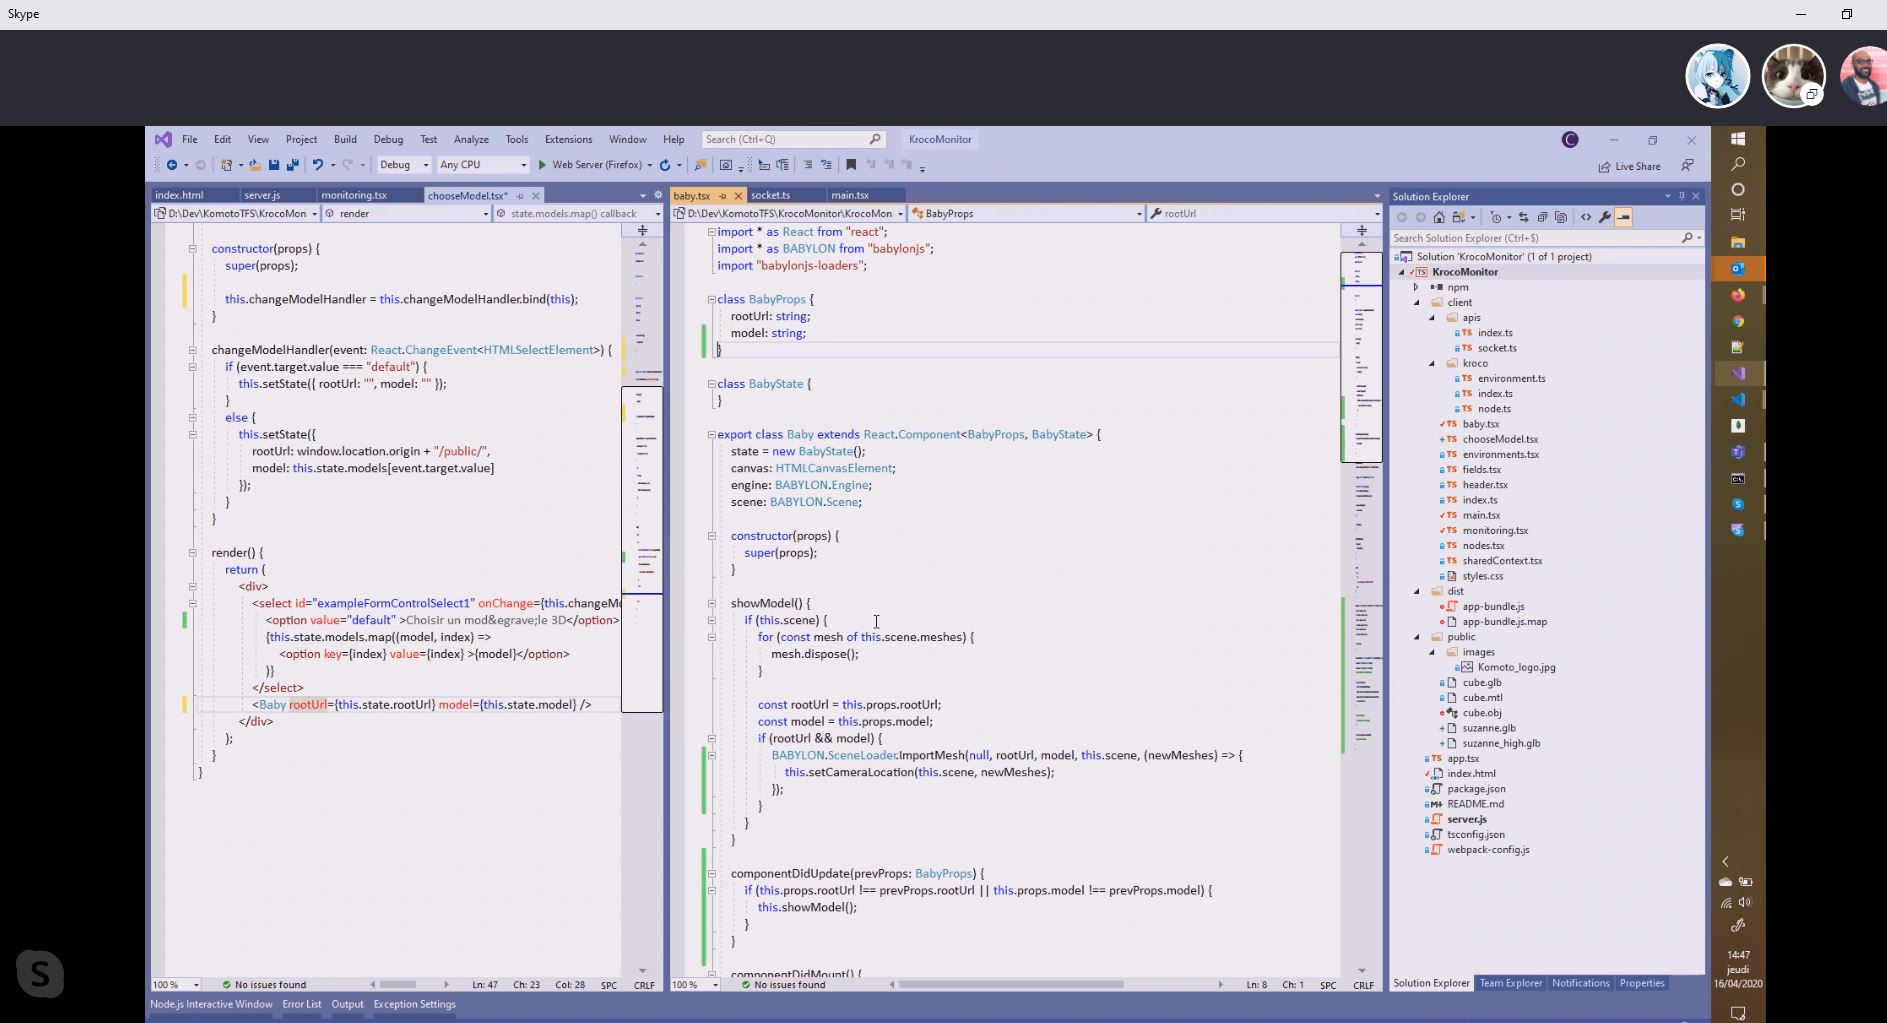 Skype
File Edit View Project Build Debug Test Analyze Tools Extensions Window Help Search (Ctrl+Q) KrocoMonitor
Debug Any CPU Web Server (Firefox) Live Share
index.html server.js monitoring.tsx chooseModel.tsx*
D:\Dev\KomotoTFS\KrocoMon render state.models.map() callback
constructor(props) {
super(props);
this.changeModelHandler = this.changeModelHandler.bind(this);
}
changeModelHandler(event: React.ChangeEvent<HTMLSelectElement>) {
if (event.target.value === "default") {
this.setState({ rootUrl: "", model: "" });
}
else {
this.setState({
rootUrl: window.location.origin + "/public/",
model: this.state.models[event.target.value]
});
}
}
render() {
return (
<div>
<select id="exampleFormControlSelect1" onChange={this.changeMo
<option value="default" >Choisir un mod&egrave;le 3D</option>
{this.state.models.map((model, index) =>
<option key={index} value={index} >{model}</option>
)}
</select>
<Baby rootUrl={this.state.rootUrl} model={this.state.model} />
</div>
);
}
}
100 % No issues found Ln: 47 Ch: 23 Col: 28 SPC CRLF
baby.tsx socket.ts main.tsx
D:\Dev\KomotoTFS\KrocoMonitor\KrocoMon BabyProps rootUrl
import * as React from "react";
import * as BABYLON from "babylonjs";
import "babylonjs-loaders";
class BabyProps {
rootUrl: string;
model: string;
}
class BabyState {
}
export class Baby extends React.Component<BabyProps, BabyState> {
state = new BabyState();
canvas: HTMLCanvasElement;
engine: BABYLON.Engine;
scene: BABYLON.Scene;
constructor(props) {
super(props);
}
showModel() {
if (this.scene) {
for (const mesh of this.scene.meshes) {
mesh.dispose();
}
const rootUrl = this.props.rootUrl;
const model = this.props.model;
if (rootUrl && model) {
BABYLON.SceneLoader.ImportMesh(null, rootUrl, model, this.scene, (newMeshes) => {
this.setCameraLocation(this.scene, newMeshes);
});
}
}
}
componentDidUpdate(prevProps: BabyProps) {
if (this.props.rootUrl !== prevProps.rootUrl || this.props.model !== prevProps.model) {
this.showModel();
}
}
componentDidMount() {
100 % No issues found Ln: 8 Ch: 1 SPC CRLF
Solution Explorer
Search Solution Explorer (Ctrl+$)
Solution 'KrocoMonitor' (1 of 1 project)
KrocoMonitor
npm
client
apis
index.ts
socket.ts
kroco
environment.ts
index.ts
node.ts
baby.tsx
chooseModel.tsx
environments.tsx
fields.tsx
header.tsx
index.ts
main.tsx
monitoring.tsx
nodes.tsx
sharedContext.tsx
styles.css
dist
app-bundle.js
app-bundle.js.map
public
images
Komoto_logo.jpg
cube.glb
cube.mtl
cube.obj
suzanne.glb
suzanne_high.glb
app.tsx
index.html
package.json
README.md
server.js
tsconfig.json
webpack-config.js
Solution Explorer Team Explorer Notifications Properties
Node.js Interactive Window Error List Output Exception Settings
14:47
jeudi
16/04/2020